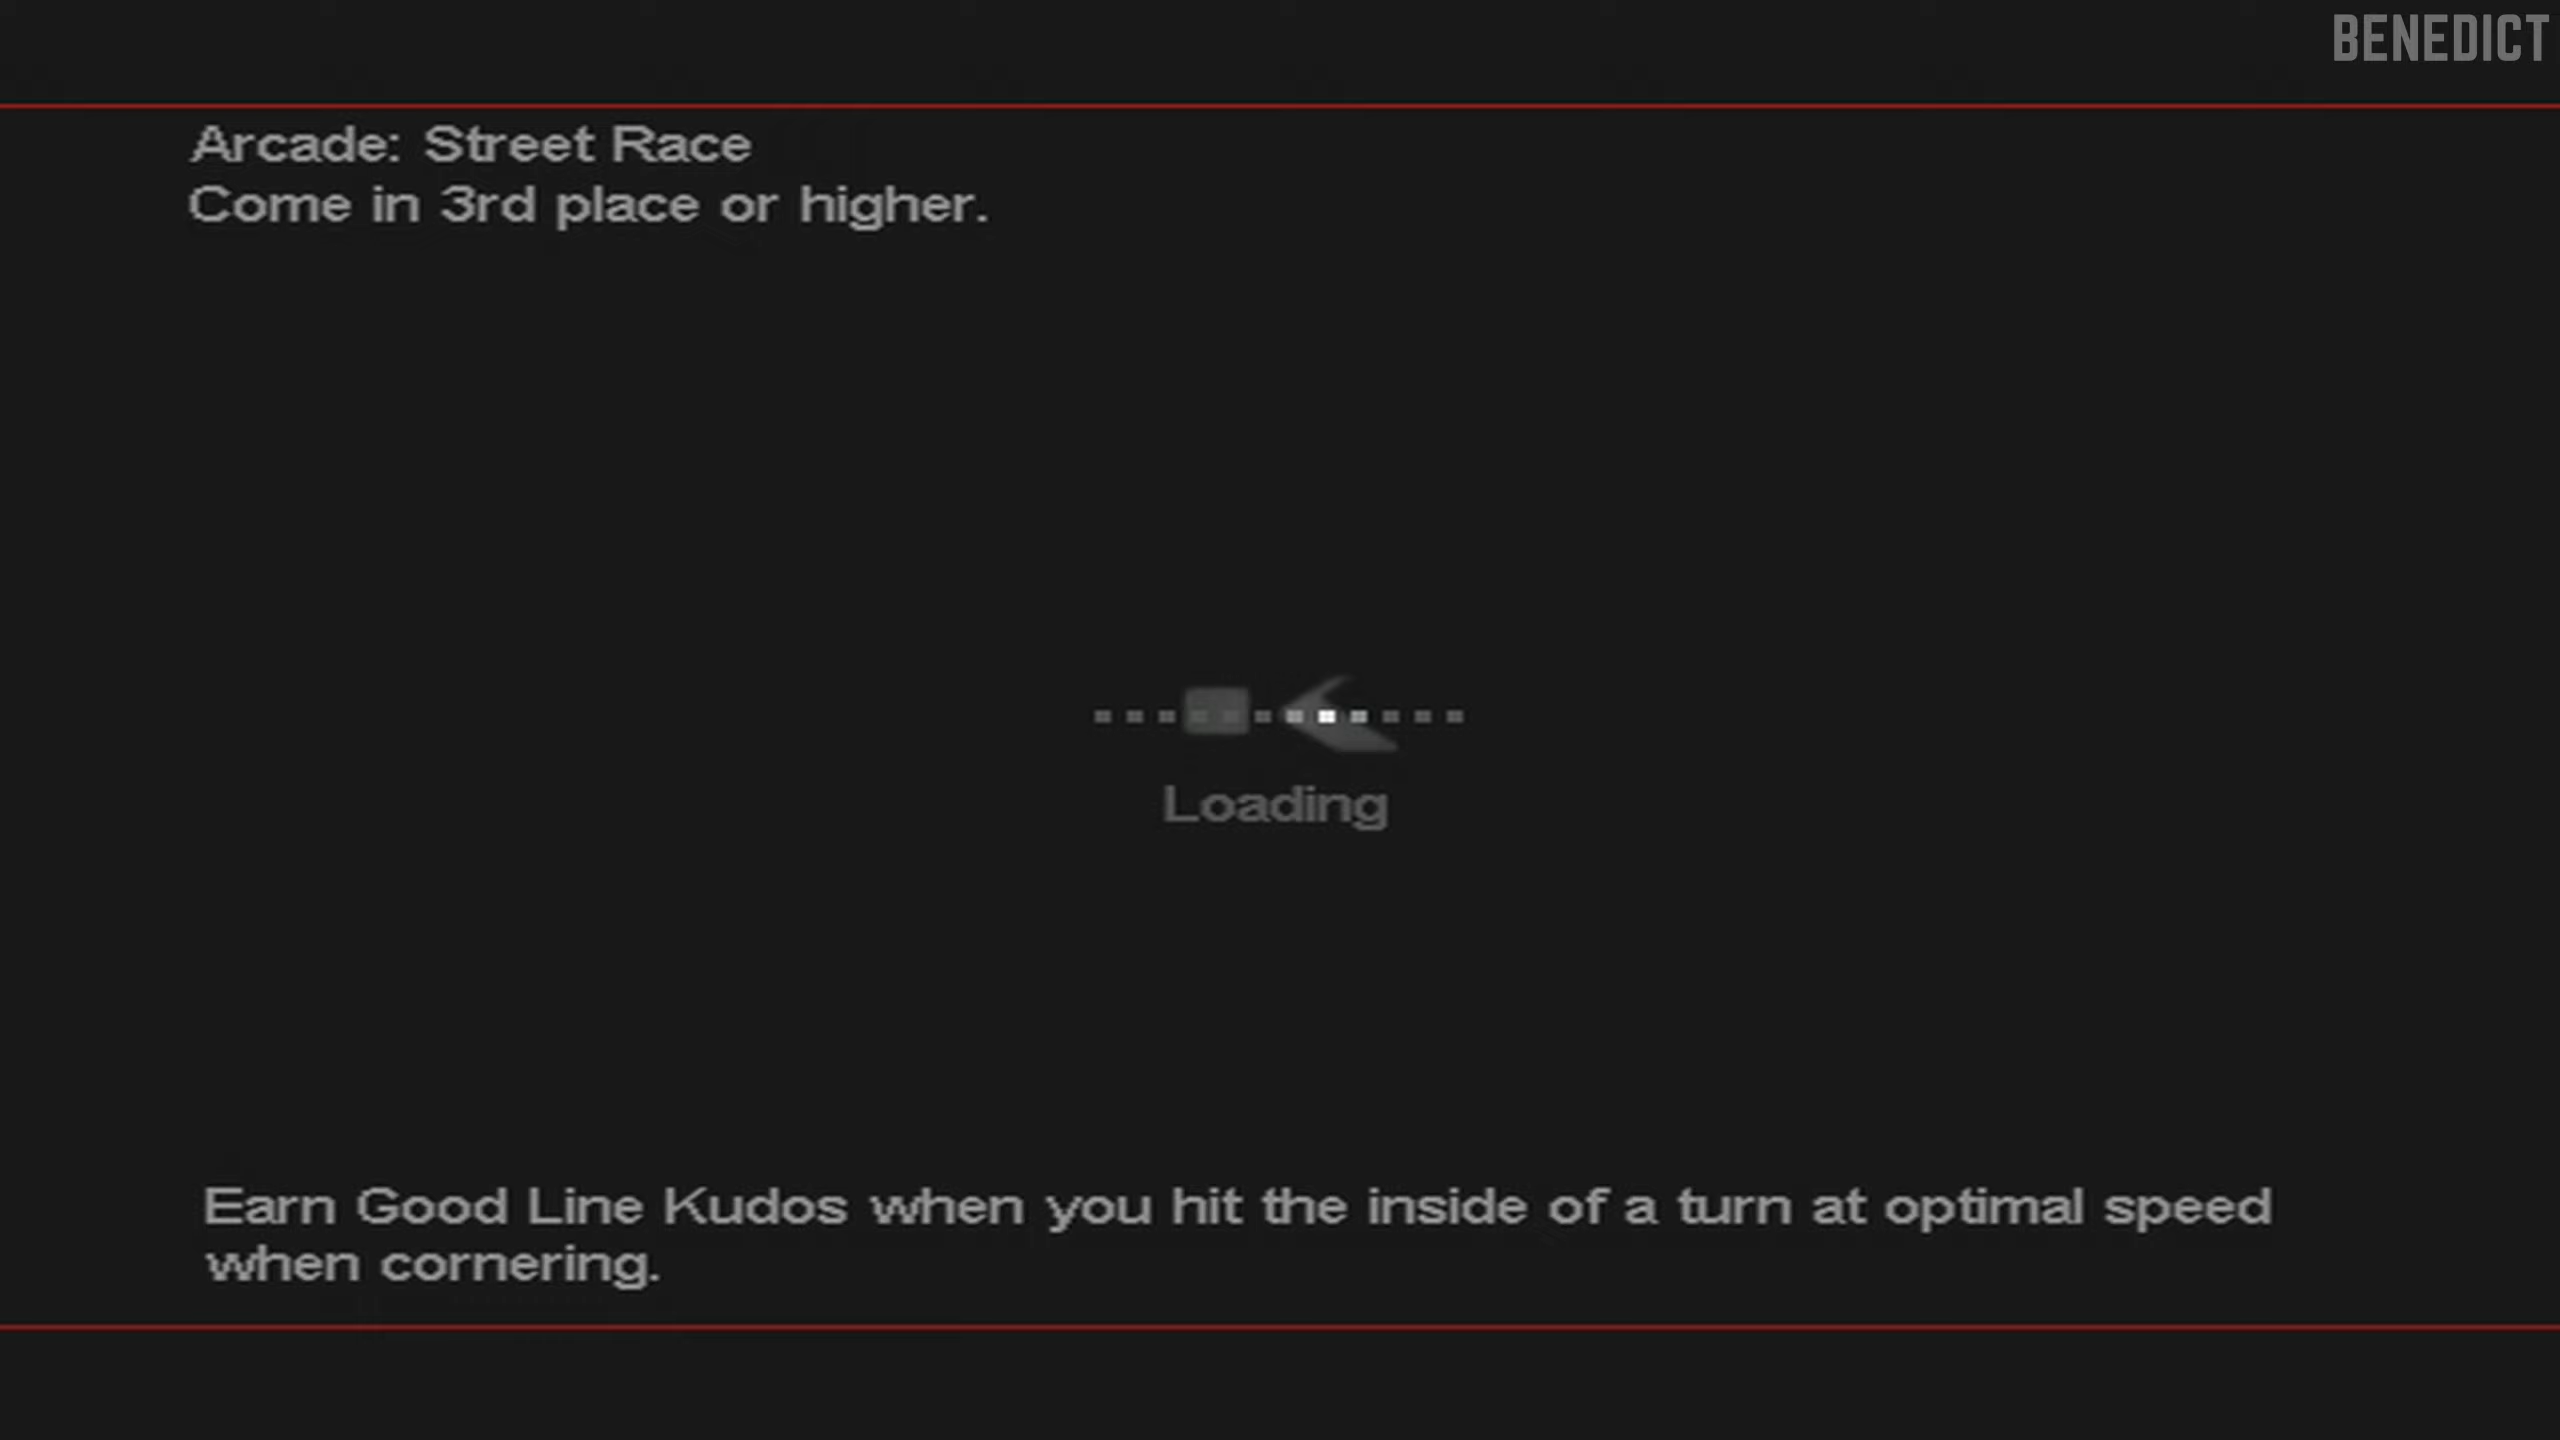 BENEDICT
Arcade: Street Race
Come in 3rd place or higher.
Loading
Earn Good Line Kudos when you hit the inside of a turn at optimal speed
when cornering.